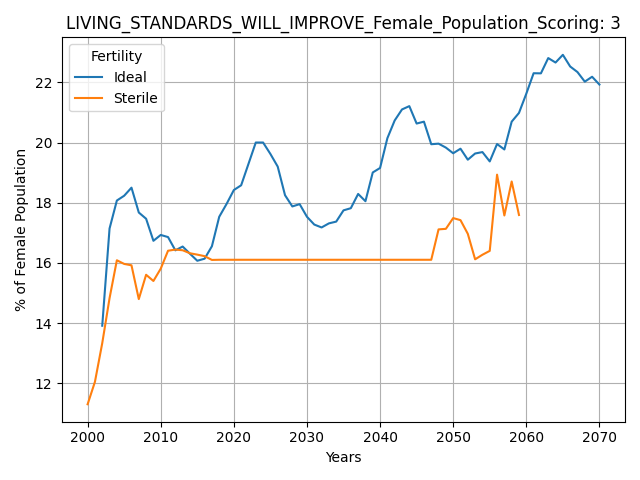 LIVING_STANDARDS_WILL_IMPROVE_Female_Population_Scoring: 3
Fertility
Ideal
Sterile
% of Female Population
22
20
18
16
14
12
2000 2010 2020 2030 2040 2050 2060 2070
Years